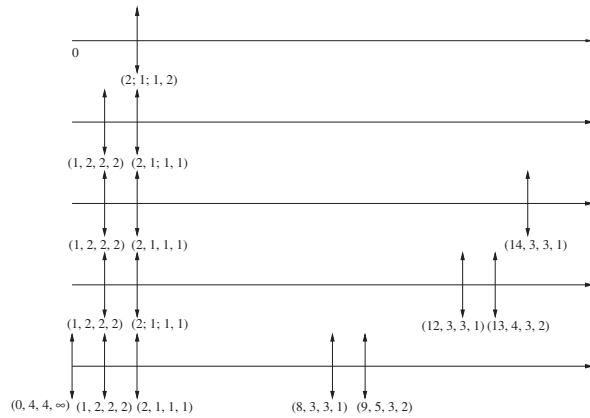 0
(2; 1; 1, 2)
(1, 2, 2, 2) (2, 1; 1, 1)
(1, 2, 2, 2) (2, 1, 1, 1) (14, 3, 3, 1)
(1, 2, 2, 2) (2; 1; 1, 1) (12, 3, 3, 1) (13, 4, 3, 2)
(0, 4, 4, ∞) (1, 2, 2, 2) (2, 1, 1, 1) (8, 3, 3, 1) (9, 5, 3, 2)